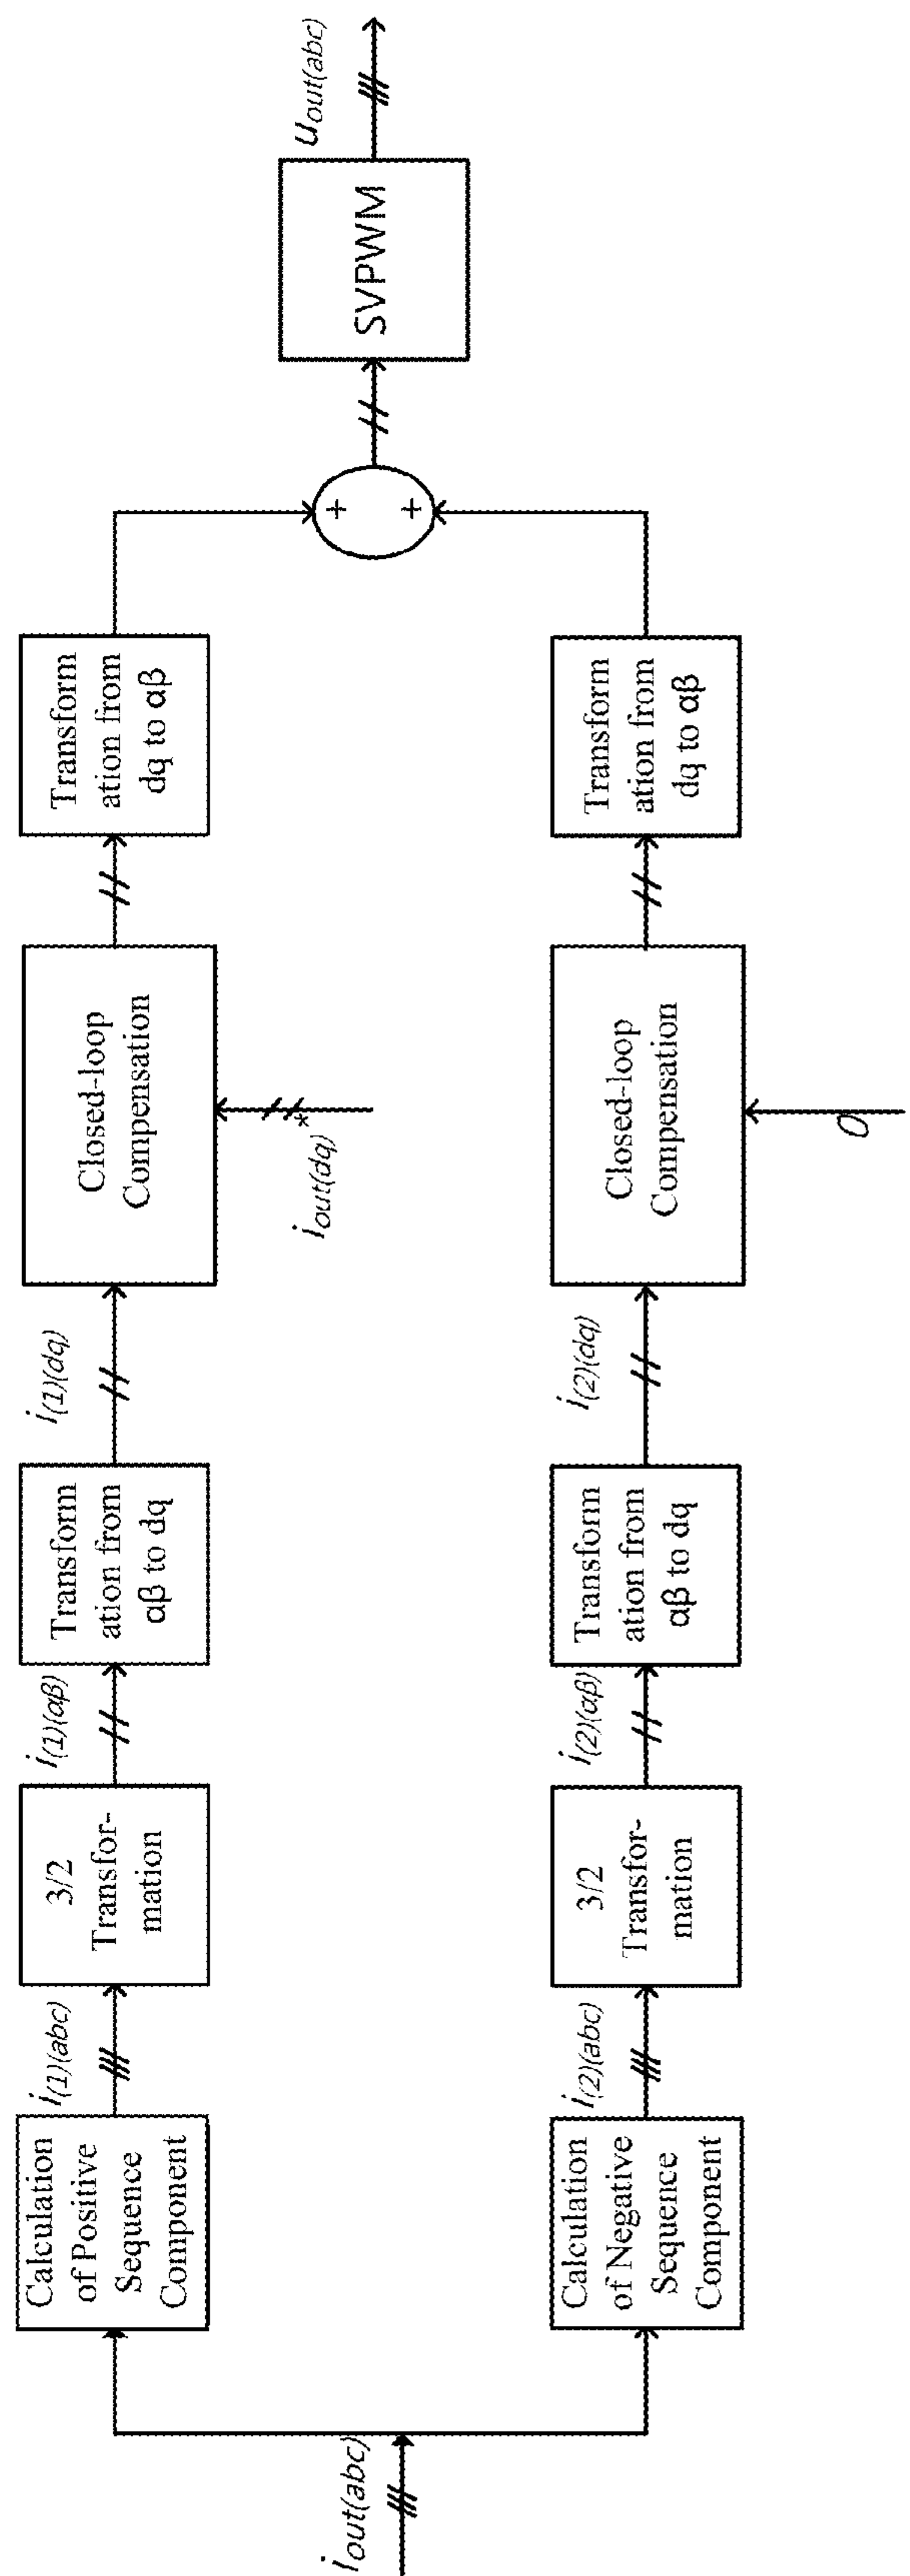 i_out(abc)
Calculation
of Positive
Sequence
Component
i_(1)(abc)
3/2
Transfor-
mation
i_(1)(αβ)
Transform
ation from
αβ to dq
i_(1)(dq)
Closed-loop
Compensation
i_out(dq)*
Transform
ation from
dq to αβ
Calculation
of Negative
Sequence
Component
i_(2)(abc)
3/2
Transfor-
mation
i_(2)(αβ)
Transform
ation from
αβ to dq
i_(2)(dq)
Closed-loop
Compensation
0
Transform
ation from
dq to αβ
+
+
SVPWM
u_out(abc)